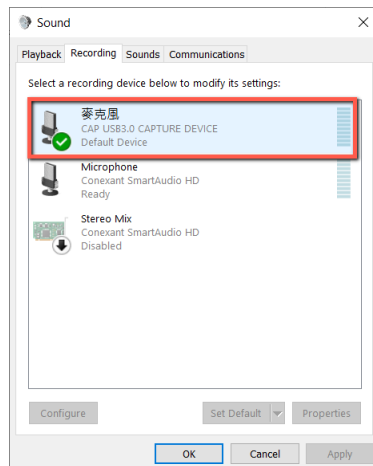 Sound
Playback Recording Sounds Communications
Select a recording device below to modify its settings:
麥克風
CAP USB3.0 CAPTURE DEVICE
Default Device
Microphone
Conexant SmartAudio HD
Ready
Stereo Mix
Conexant SmartAudio HD
Disabled
Configure Set Default Properties
OK Cancel Apply